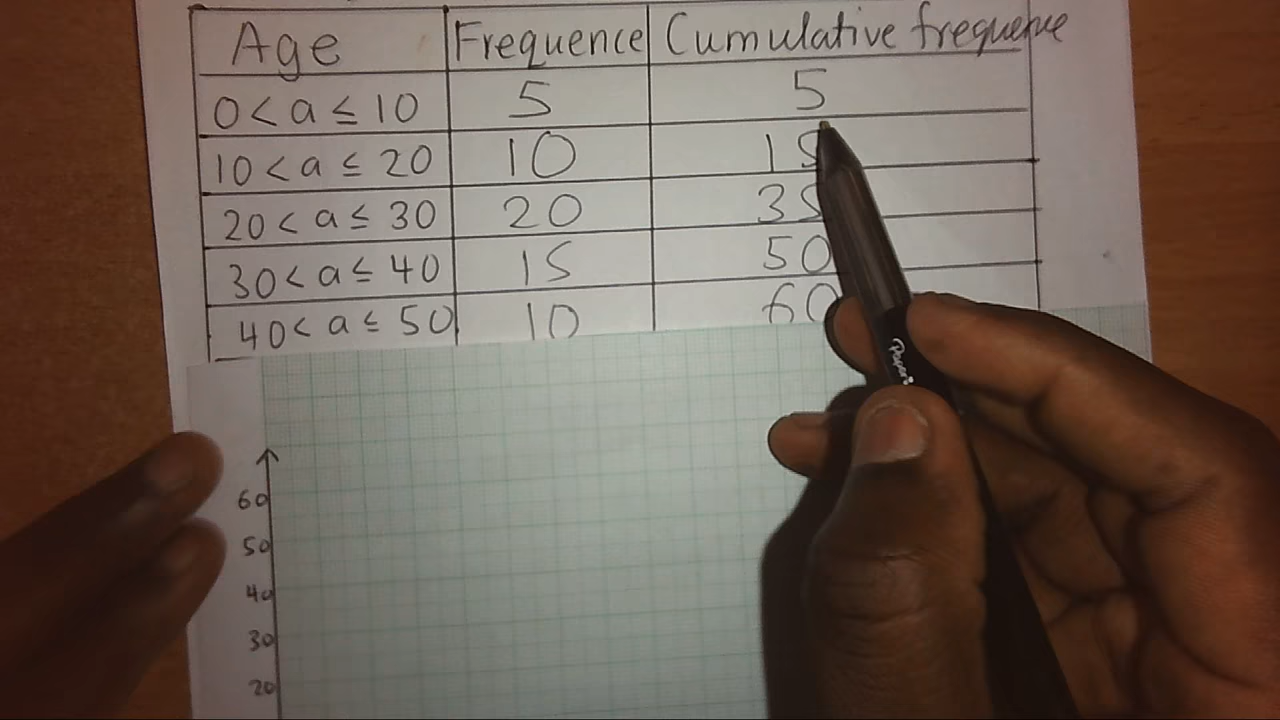 Age Frequence Cumulative frequence
0 < a ≤ 10 5 5
10 < a ≤ 20 10 15
20 < a ≤ 30 20 35
30 < a ≤ 40 15 50
40 < a ≤ 50 10 60
60
50
40
30
20